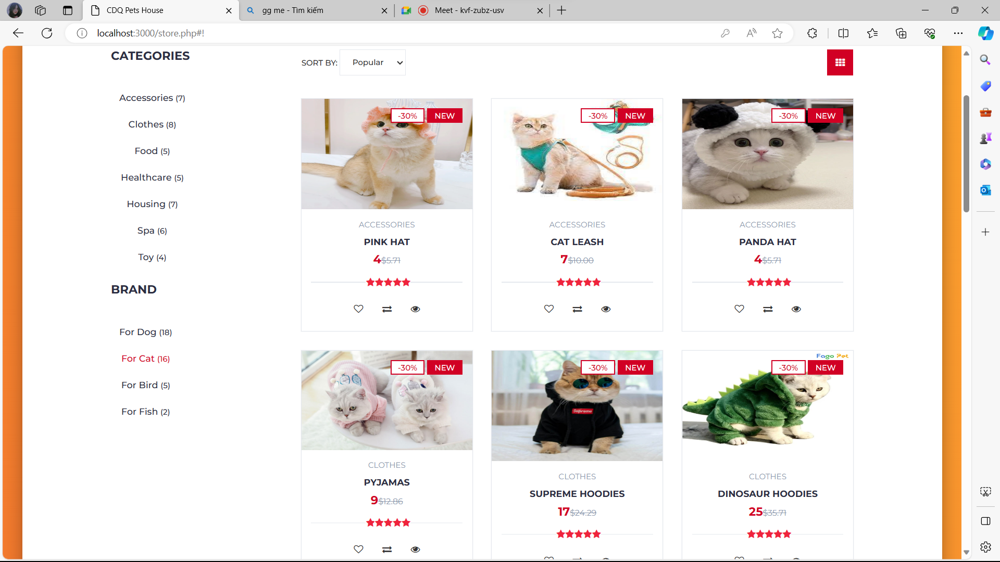 CDQ Pets House
gg me - Tìm kiếm
Meet - kvf-zubz-usv
localhost:3000/store.php#!
CATEGORIES
Accessories (7)
Clothes (8)
Food (5)
Healthcare (5)
Housing (7)
Spa (6)
Toy (4)
BRAND
For Dog (18)
For Cat (16)
For Bird (5)
For Fish (2)
SORT BY: Popular
-30% NEW
ACCESSORIES
PINK HAT
4$5.71
-30% NEW
ACCESSORIES
CAT LEASH
7$10.00
-30% NEW
ACCESSORIES
PANDA HAT
4$5.71
-30% NEW
CLOTHES
PYJAMAS
9$12.86
-30% NEW
Supreme
CLOTHES
SUPREME HOODIES
17$24.29
Fago Pet
-30% NEW
CLOTHES
DINOSAUR HOODIES
25$35.71